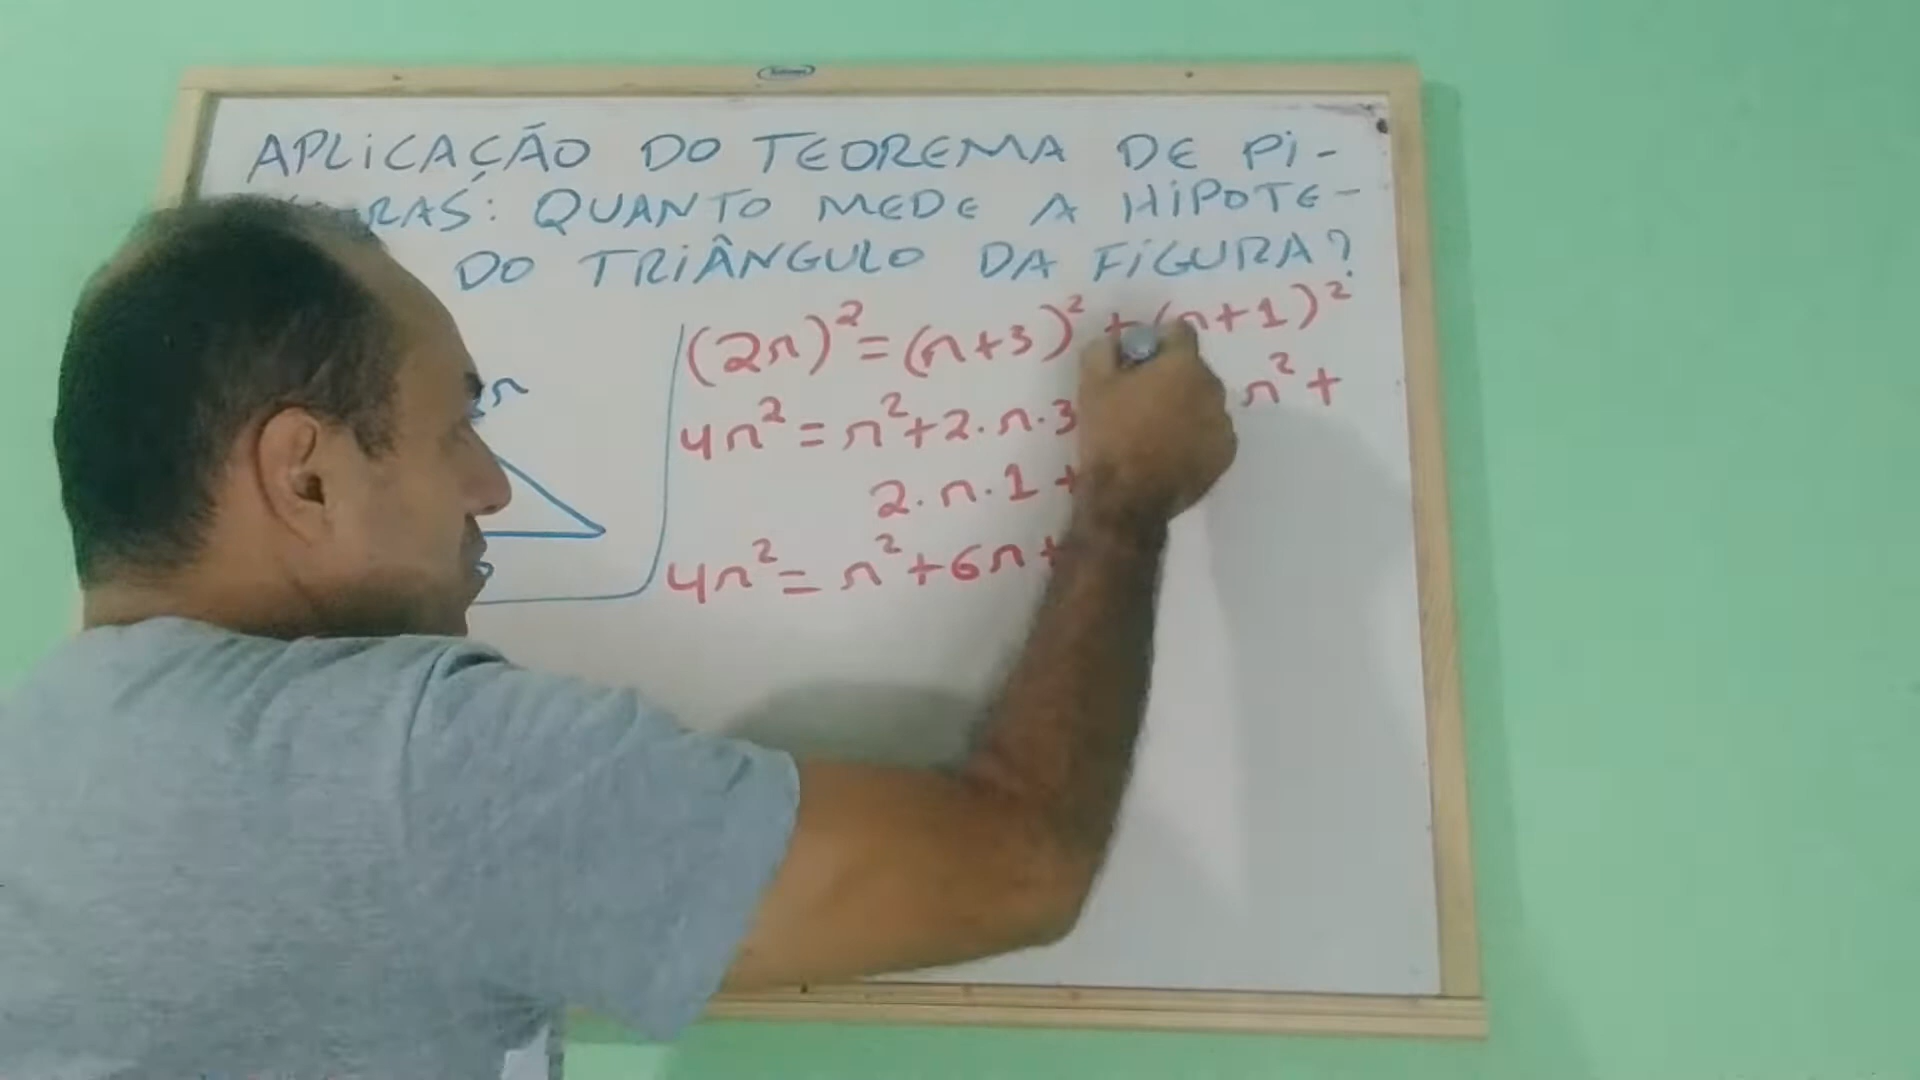 APLICAÇÃO DO TEOREMA DE PI-
RAS: QUANTO MEDE A HIPOTE-
DO TRIÂNGULO DA FIGURA?
(2n)² = (n+3)² + (n+1)²
n
4n² = n² + 2.n.3 n² +
2.n.1 +
4n² = n² + 6n +